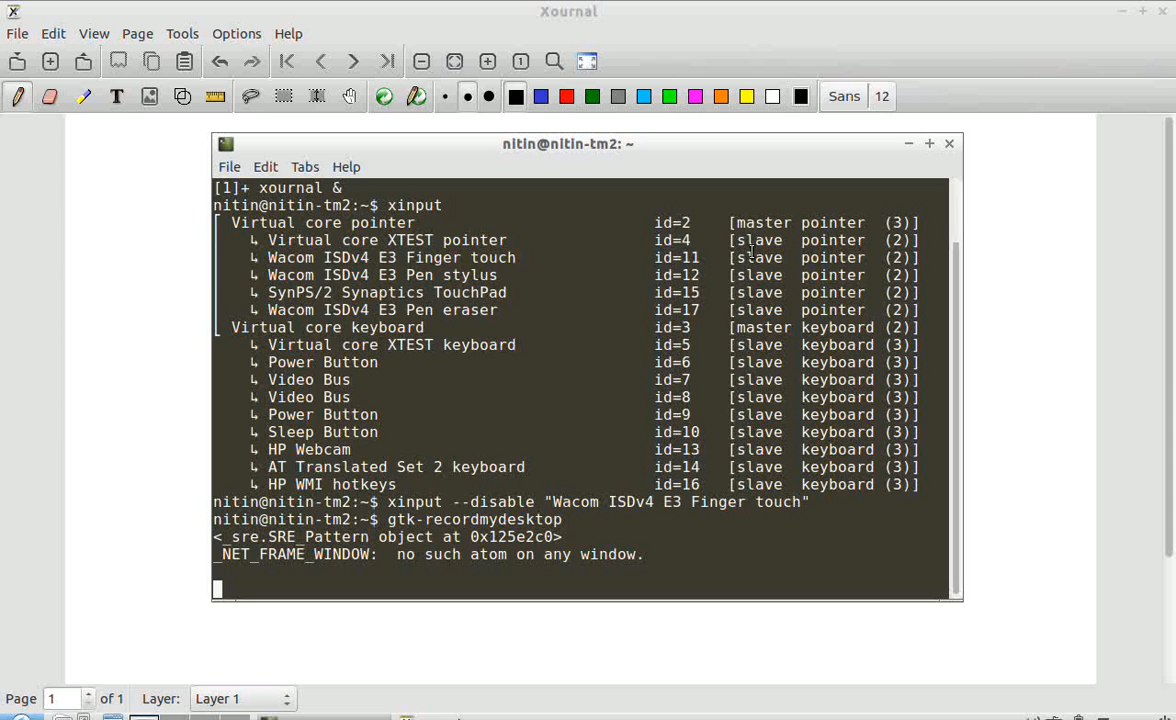 Xournal
File Edit View Page Tools Options Help
Sans 12
nitin@nitin-tm2: ~
File Edit Tabs Help
[1]+ xournal &
nitin@nitin-tm2:~$ xinput
Virtual core pointer id=2 [master pointer (3)]
↳ Virtual core XTEST pointer id=4 [slave pointer (2)]
↳ Wacom ISDv4 E3 Finger touch id=11 [slave pointer (2)]
↳ Wacom ISDv4 E3 Pen stylus id=12 [slave pointer (2)]
↳ SynPS/2 Synaptics TouchPad id=15 [slave pointer (2)]
↳ Wacom ISDv4 E3 Pen eraser id=17 [slave pointer (2)]
Virtual core keyboard id=3 [master keyboard (2)]
↳ Virtual core XTEST keyboard id=5 [slave keyboard (3)]
↳ Power Button id=6 [slave keyboard (3)]
↳ Video Bus id=7 [slave keyboard (3)]
↳ Video Bus id=8 [slave keyboard (3)]
↳ Power Button id=9 [slave keyboard (3)]
↳ Sleep Button id=10 [slave keyboard (3)]
↳ HP Webcam id=13 [slave keyboard (3)]
↳ AT Translated Set 2 keyboard id=14 [slave keyboard (3)]
↳ HP WMI hotkeys id=16 [slave keyboard (3)]
nitin@nitin-tm2:~$ xinput --disable "Wacom ISDv4 E3 Finger touch"
nitin@nitin-tm2:~$ gtk-recordmydesktop
<_sre.SRE_Pattern object at 0x125e2c0>
_NET_FRAME_WINDOW:  no such atom on any window.
Page 1 of 1 Layer: Layer 1